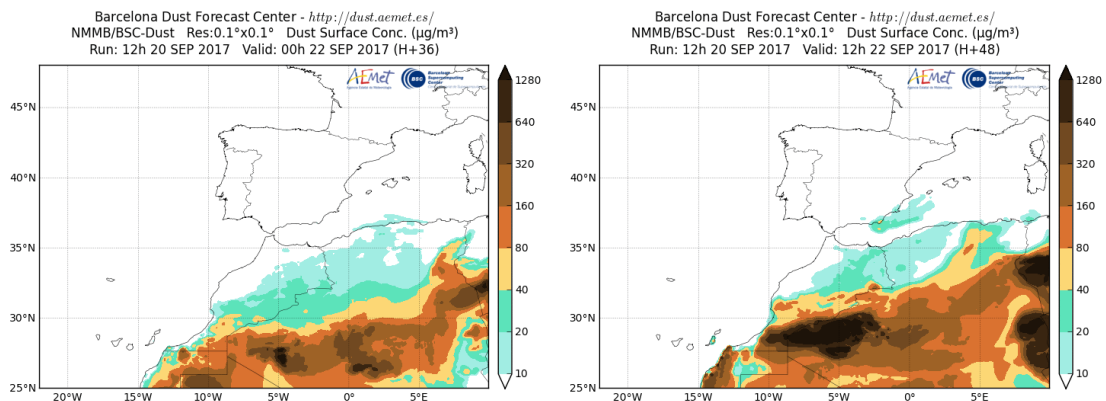 Barcelona Dust Forecast Center - http://dust.aemet.es/
NMMB/BSC-Dust Res:0.1°x0.1° Dust Surface Conc. (µg/m³)
Run: 12h 20 SEP 2017 Valid: 00h 22 SEP 2017 (H+36)
AEMet
BSC
Barcelona
Supercomputing
Center
45°N
40°N
35°N
30°N
25°N
20°W
15°W
10°W
5°W
0°
5°E
1280
640
320
160
80
40
20
10
Barcelona Dust Forecast Center - http://dust.aemet.es/
NMMB/BSC-Dust Res:0.1°x0.1° Dust Surface Conc. (µg/m³)
Run: 12h 20 SEP 2017 Valid: 12h 22 SEP 2017 (H+48)
AEMet
BSC
Barcelona
Supercomputing
Center
45°N
40°N
35°N
30°N
25°N
20°W
15°W
10°W
5°W
0°
5°E
1280
640
320
160
80
40
20
10